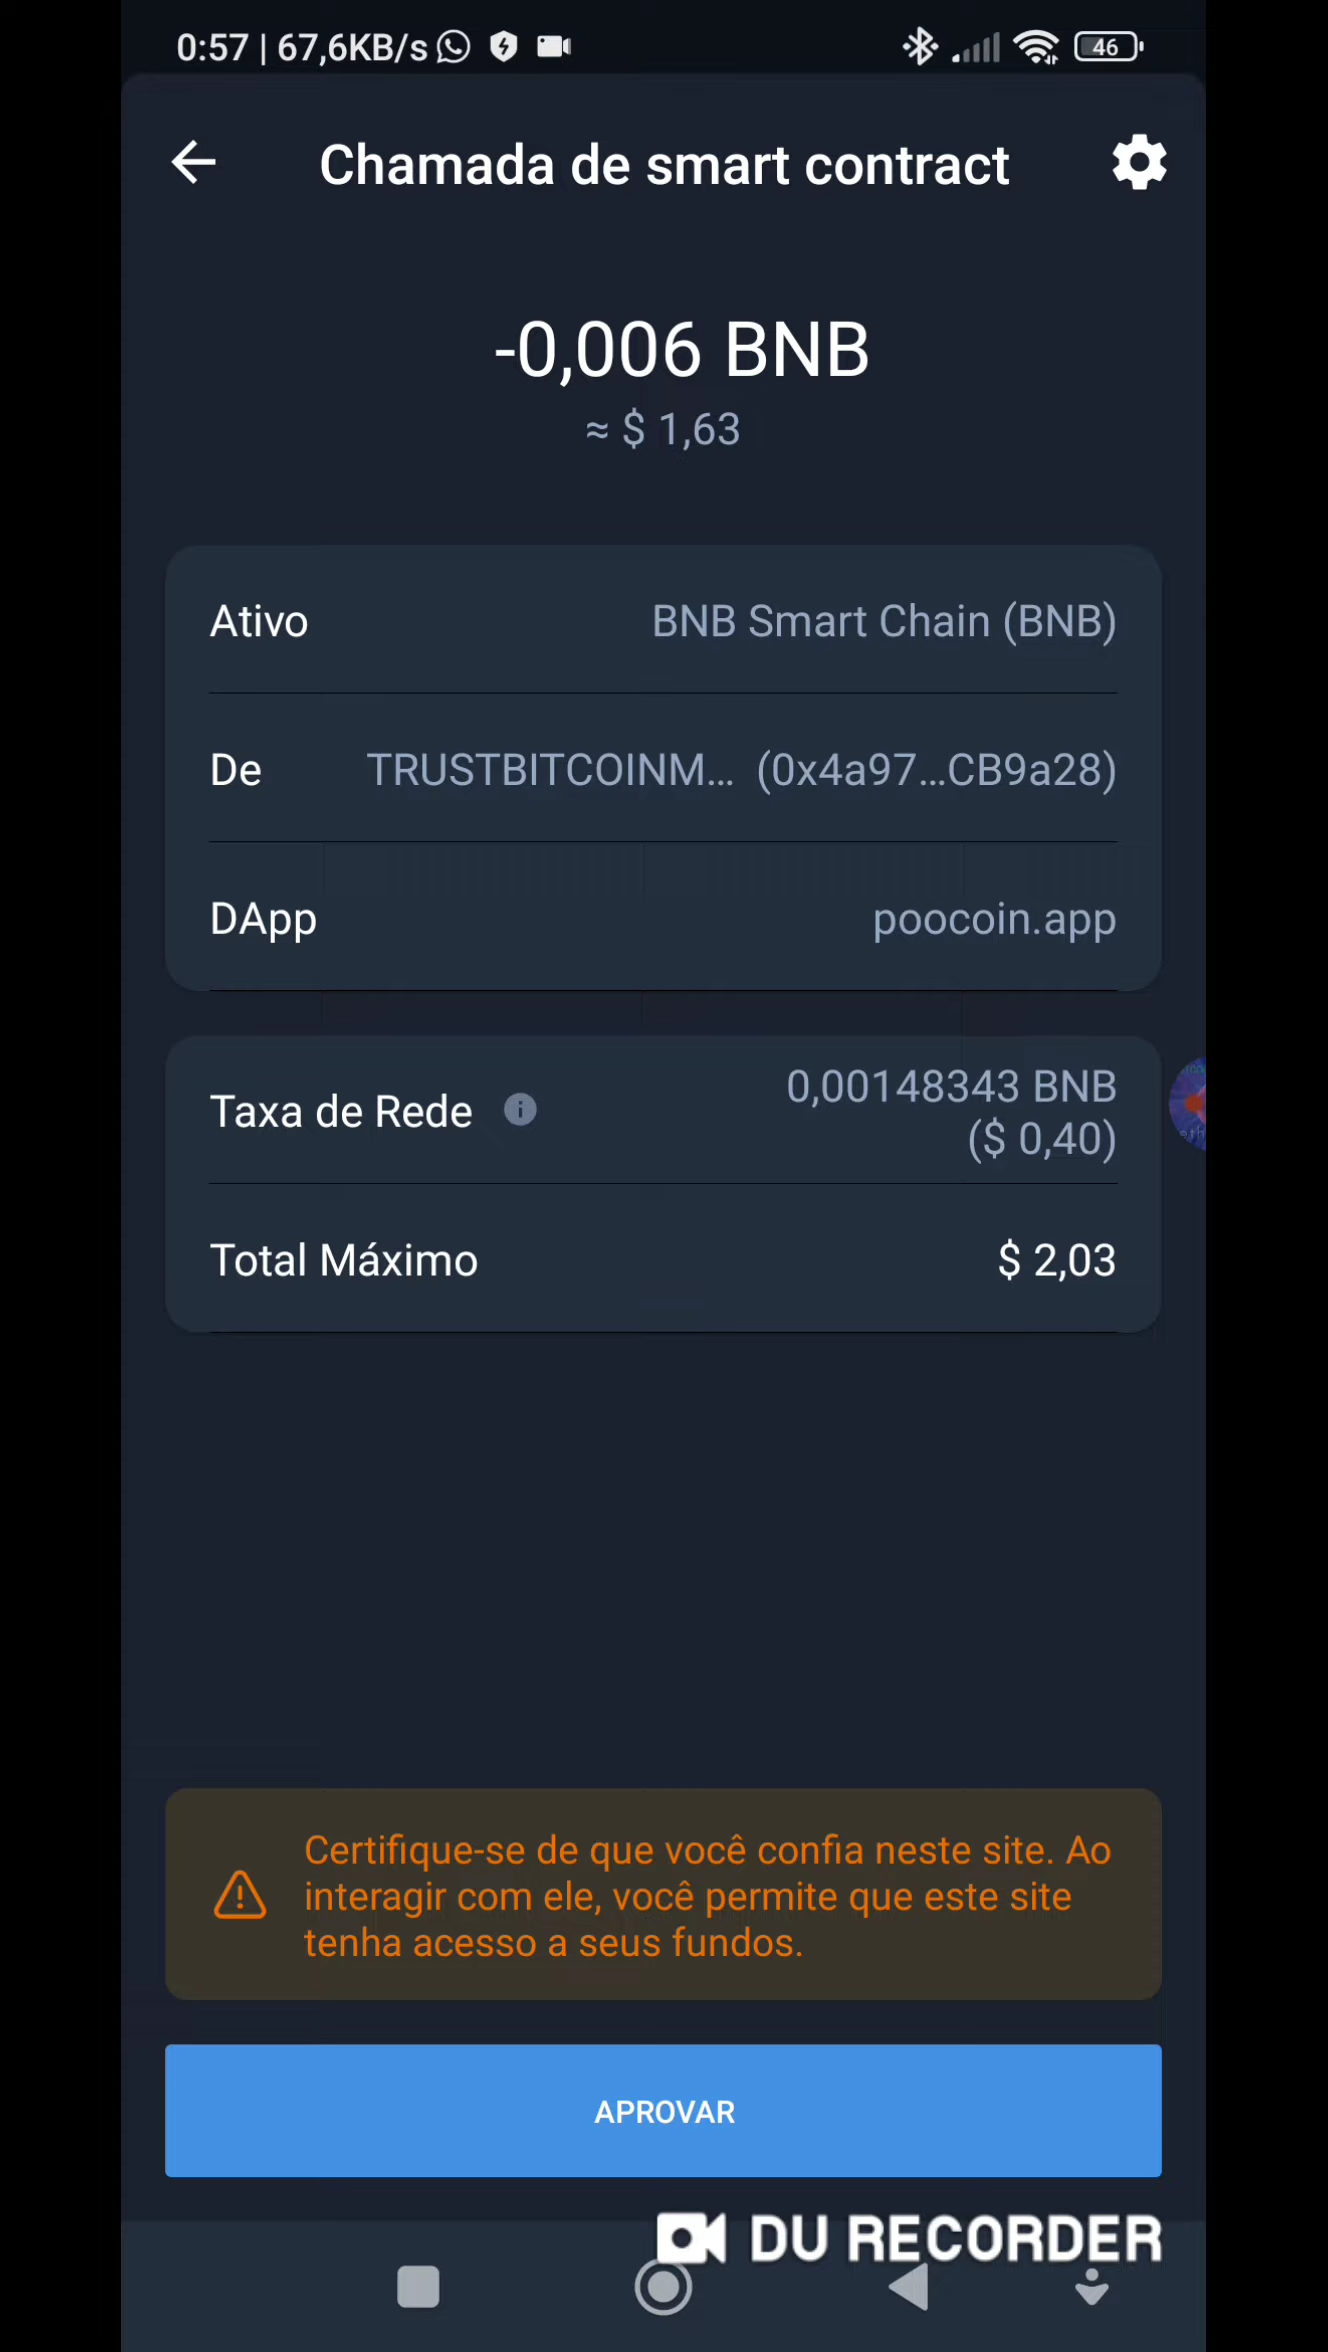 0:57 | 67,6KB/s
46
Chamada de smart contract
-0,006 BNB
≈ $ 1,63
Ativo BNB Smart Chain (BNB)
De TRUSTBITCOINM... (0x4a97...CB9a28)
DApp poocoin.app
Taxa de Rede 0,00148343 BNB
($ 0,40)
Total Máximo $ 2,03
Certifique-se de que você confia neste site. Ao
interagir com ele, você permite que este site
tenha acesso a seus fundos.
APROVAR
DU RECORDER